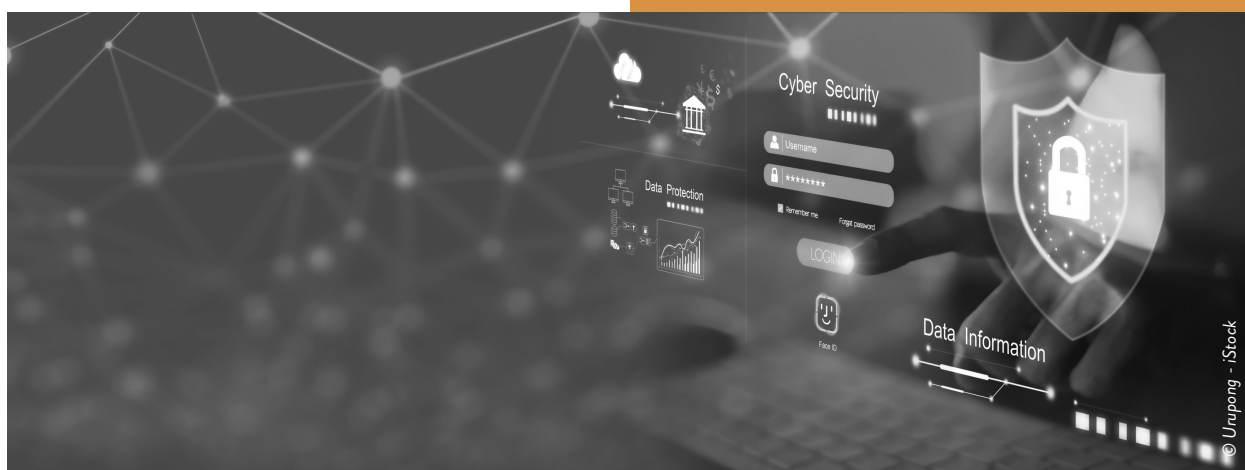 Cyber Security
Username
********
Remember me
Forgot password
LOGIN
Face ID
Data Protection
Data Information
© Urupong - iStock